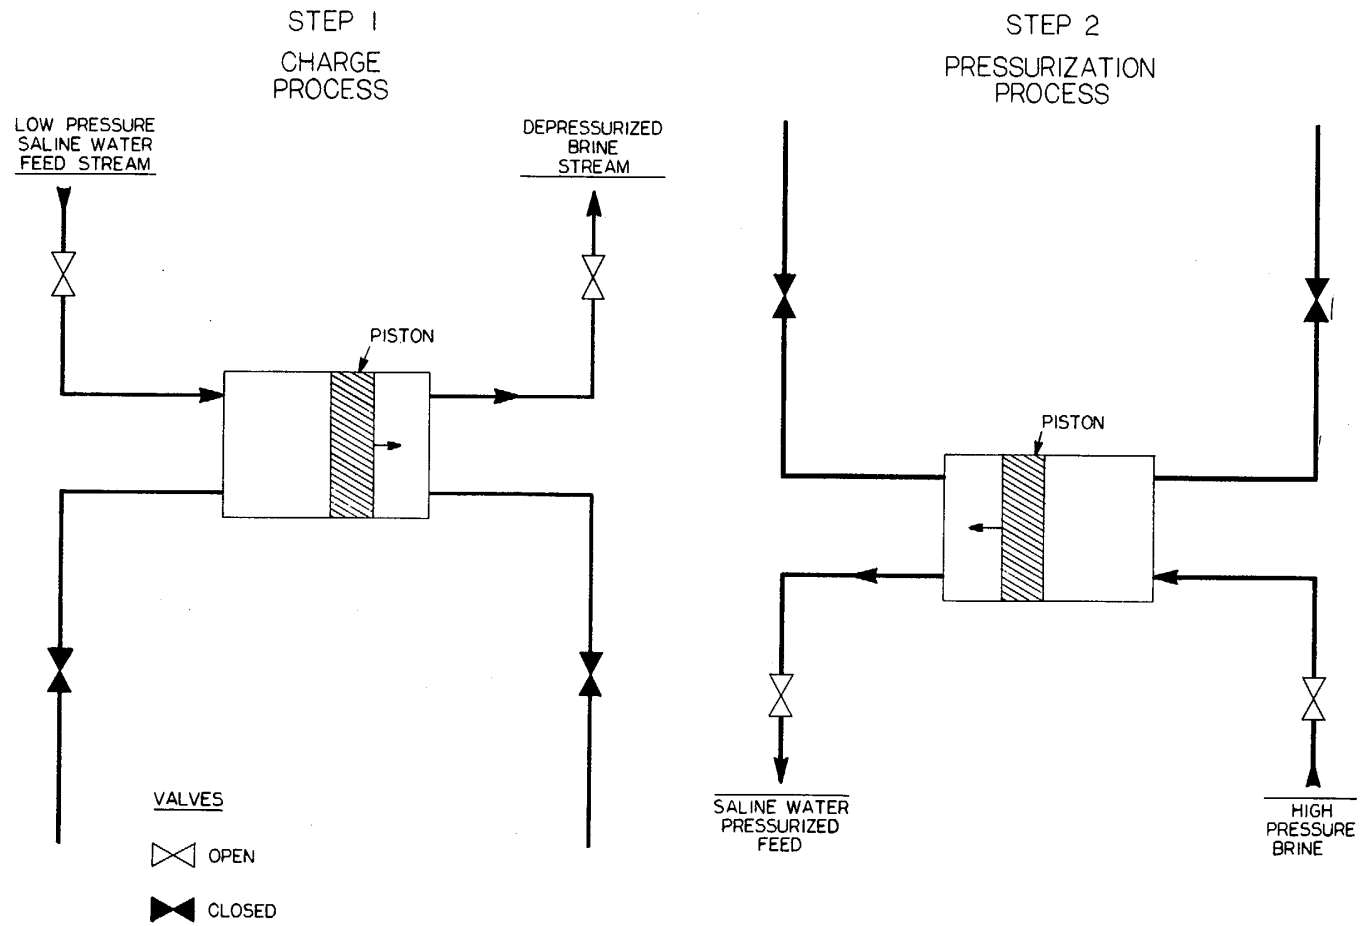 STEP 1
CHARGE
PROCESS
LOW PRESSURE
SALINE WATER
FEED STREAM
DEPRESSURIZED
BRINE
STREAM
PISTON
VALVES
OPEN
CLOSED
STEP 2
PRESSURIZATION
PROCESS
PISTON
SALINE WATER
PRESSURIZED
FEED
HIGH
PRESSURE
BRINE